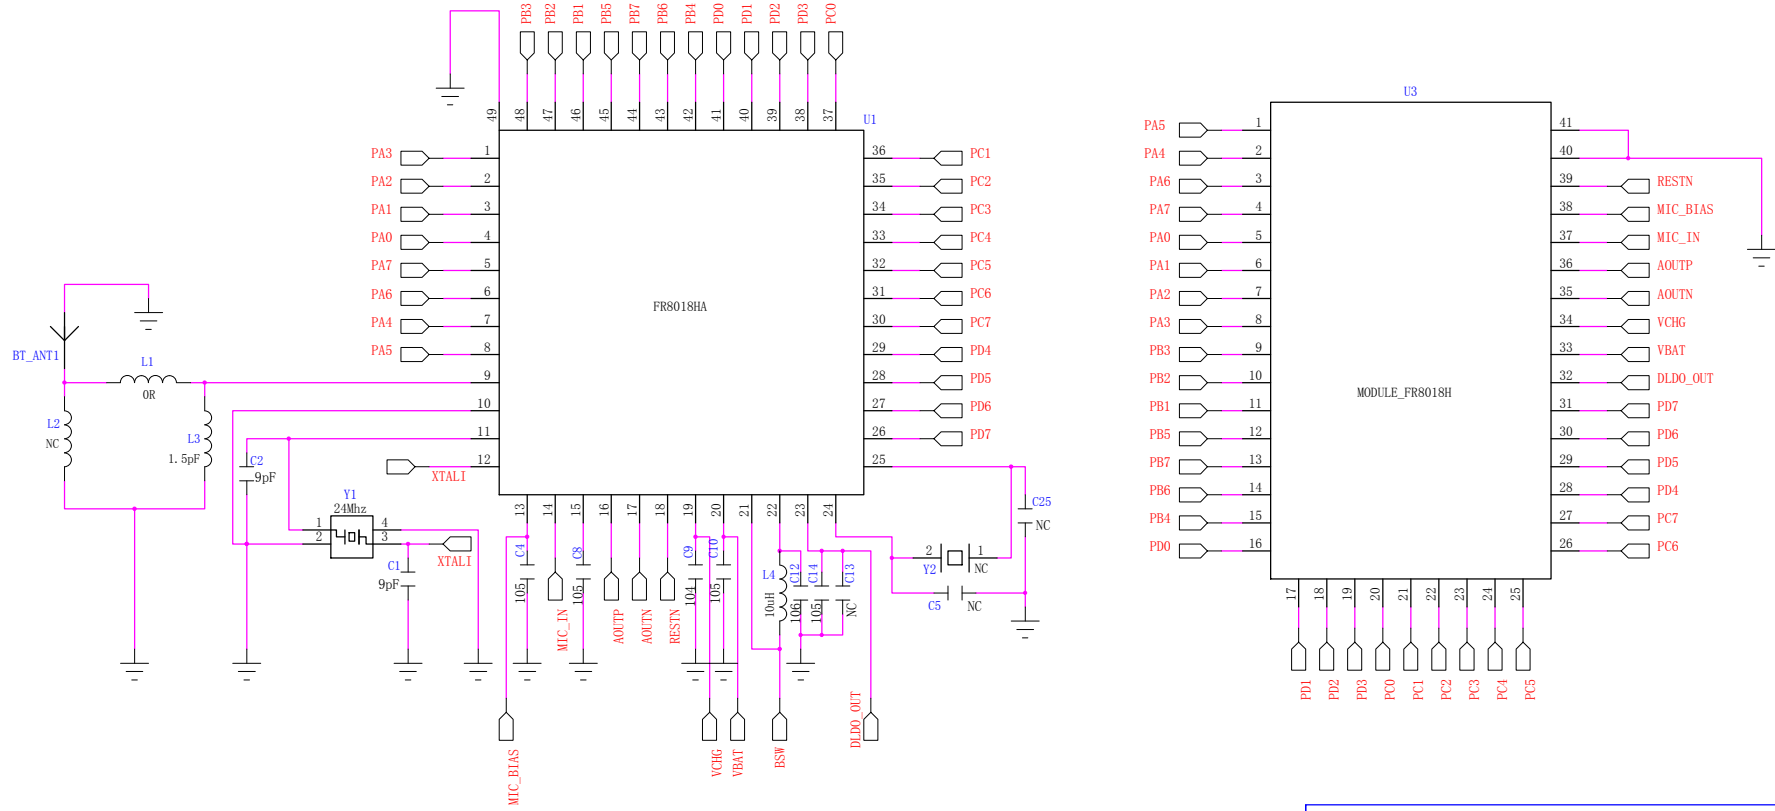 PB3 PB2 PB1 PB5 PB7 PB6 PB4 PD0 PD1 PD2 PD3 PC0
49 48 47 46 45 44 43 42 41 40 39 38 37
U1
PA3 1
PA2 2
PA1 3
PA0 4
PA7 5
PA6 6
PA4 7
PA5 8
9
10
11
12
XTALI
FR8018HA
36 PC1
35 PC2
34 PC3
33 PC4
32 PC5
31 PC6
30 PC7
29 PD4
28 PD5
27 PD6
26 PD7
25
13 14 15 16 17 18 19 20 21 22 23 24
BT_ANT1
L1
0R
L2
NC
L3
1.5pF
C2
9pF
Y1
24Mhz
1 4
2 3
XTALI
C1
9pF
C4
105
MIC_IN
C8
105
AOUTP
AOUTN
RESTN
C9
104
C10
105
L4
10uH
C12
106
C14
105
C13
NC
C25
NC
2 1
Y2 NC
C5 NC
MIC_BIAS
VCHG
VBAT
BSW
DLDO_OUT
U3
PA5 1
PA4 2
PA6 3
PA7 4
PA0 5
PA1 6
PA2 7
PA3 8
PB3 9
PB2 10
PB1 11
PB5 12
PB7 13
PB6 14
PB4 15
PD0 16
MODULE_FR8018H
41
40
39 RESTN
38 MIC_BIAS
37 MIC_IN
36 AOUTP
35 AOUTN
34 VCHG
33 VBAT
32 DLDO_OUT
31 PD7
30 PD6
29 PD5
28 PD4
27 PC7
26 PC6
17 18 19 20 21 22 23 24 25
PD1 PD2 PD3 PC0 PC1 PC2 PC3 PC4 PC5